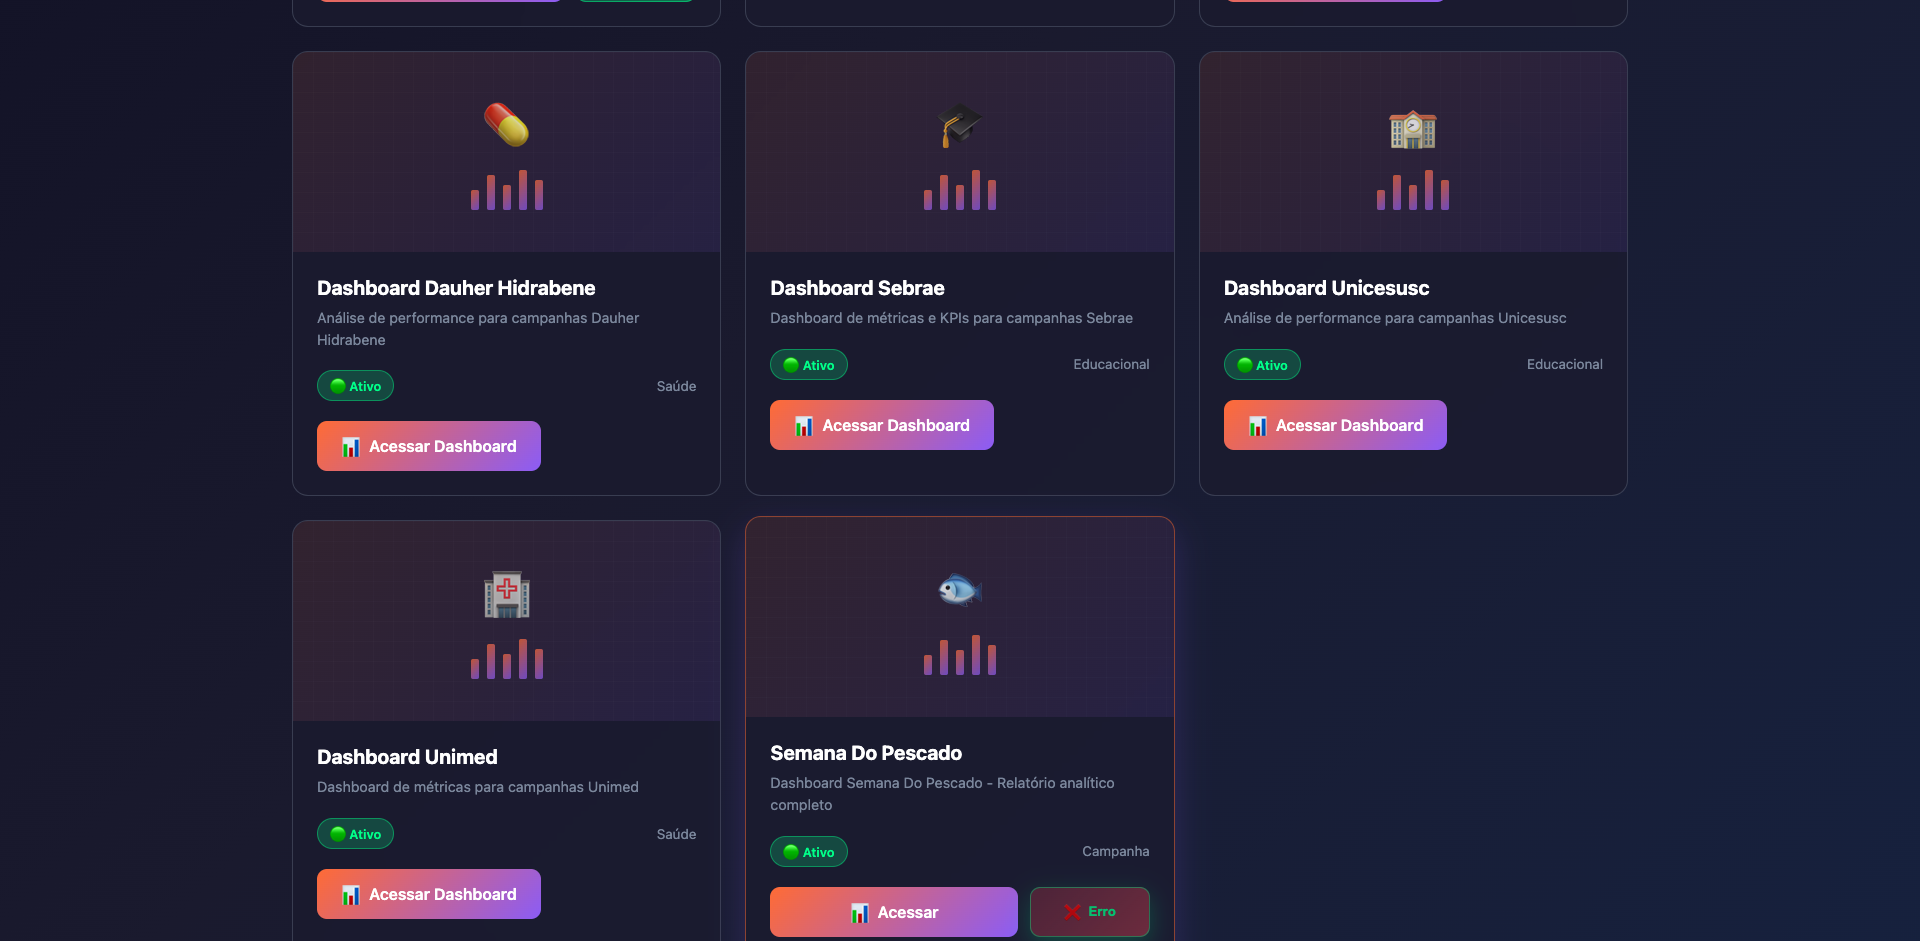 Dashboard Dauher Hidrabene
Análise de performance para campanhas Dauher
Hidrabene
Ativo
Saúde
Acessar Dashboard
Dashboard Sebrae
Dashboard de métricas e KPIs para campanhas Sebrae
Ativo
Educacional
Acessar Dashboard
Dashboard Unicesusc
Análise de performance para campanhas Unicesusc
Ativo
Educacional
Acessar Dashboard
Dashboard Unimed
Dashboard de métricas para campanhas Unimed
Ativo
Saúde
Acessar Dashboard
Semana Do Pescado
Dashboard Semana Do Pescado - Relatório analítico
completo
Ativo
Campanha
Acessar
Erro